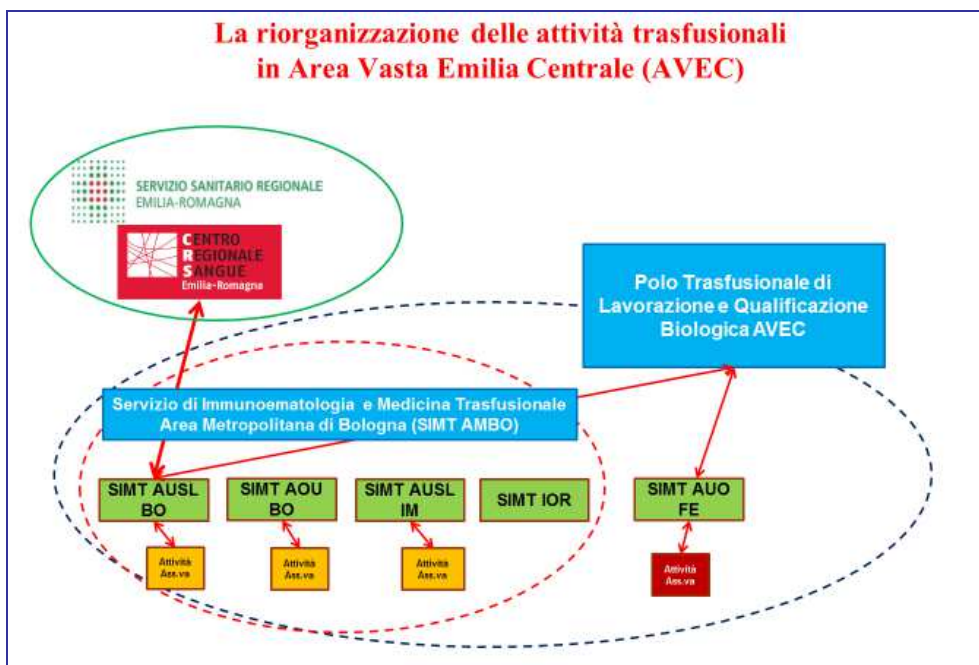 La riorganizzazione delle attività trasfusionali
in Area Vasta Emilia Centrale (AVEC)
SERVIZIO SANITARIO REGIONALE
EMILIA-ROMAGNA
CENTRO
REGIONALE
SANGUE
Emilia-Romagna
Polo Trasfusionale di
Lavorazione e Qualificazione
Biologica AVEC
Servizio di Immunoematologia e Medicina Trasfusionale
Area Metropolitana di Bologna (SIMT AMBO)
SIMT AUSL
BO
SIMT AOU
BO
SIMT AUSL
IM
SIMT IOR
SIMT AUO
FE
Attività
Ass.va
Attività
Ass.va
Attività
Ass.va
Attività
Ass.va